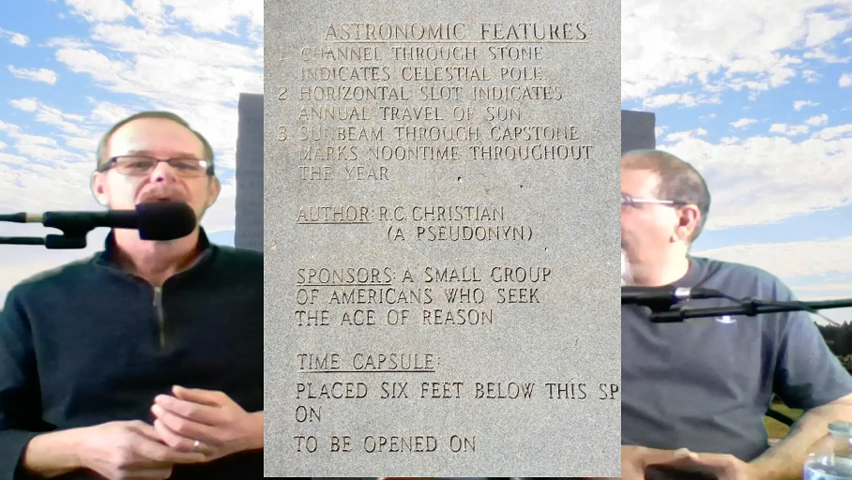 ASTRONOMIC FEATURES
1. CHANNEL THROUGH STONE
INDICATES CELESTIAL POLE.
2. HORIZONTAL SLOT INDICATES
ANNUAL TRAVEL OF SUN.
3. SUNBEAM THROUGH CAPSTONE
MARKS NOONTIME THROUGHOUT
THE YEAR
AUTHOR: R.C. CHRISTIAN
(A PSEUDONYN)
SPONSORS: A SMALL GROUP
OF AMERICANS WHO SEEK
THE AGE OF REASON
TIME CAPSULE:
PLACED SIX FEET BELOW THIS SP
ON
TO BE OPENED ON